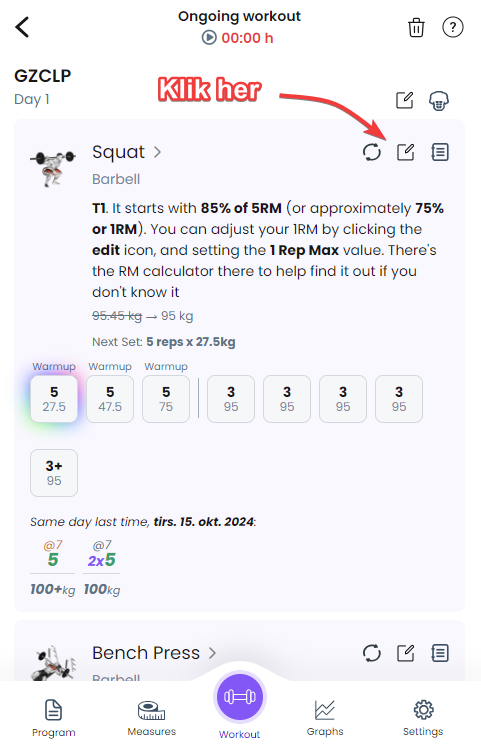 Ongoing workout
00:00 h
?
GZCLP
Day 1
Klik her
Squat
Barbell
T1. It starts with 85% of 5RM (or approximately 75%
or 1RM). You can adjust your 1RM by clicking the
edit icon, and setting the 1 Rep Max value. There's
the RM calculator there to help find it out if you
don't know it
95.45 kg → 95 kg
Next Set: 5 reps x 27.5kg
Warmup Warmup Warmup
5 5 5 3 3 3 3
27.5 47.5 75 95 95 95 95
3+
95
Same day last time, tirs. 15. okt. 2024:
@7 @7
5 2x5
100+kg 100kg
Bench Press
Barbell
Program Measures Workout Graphs Settings